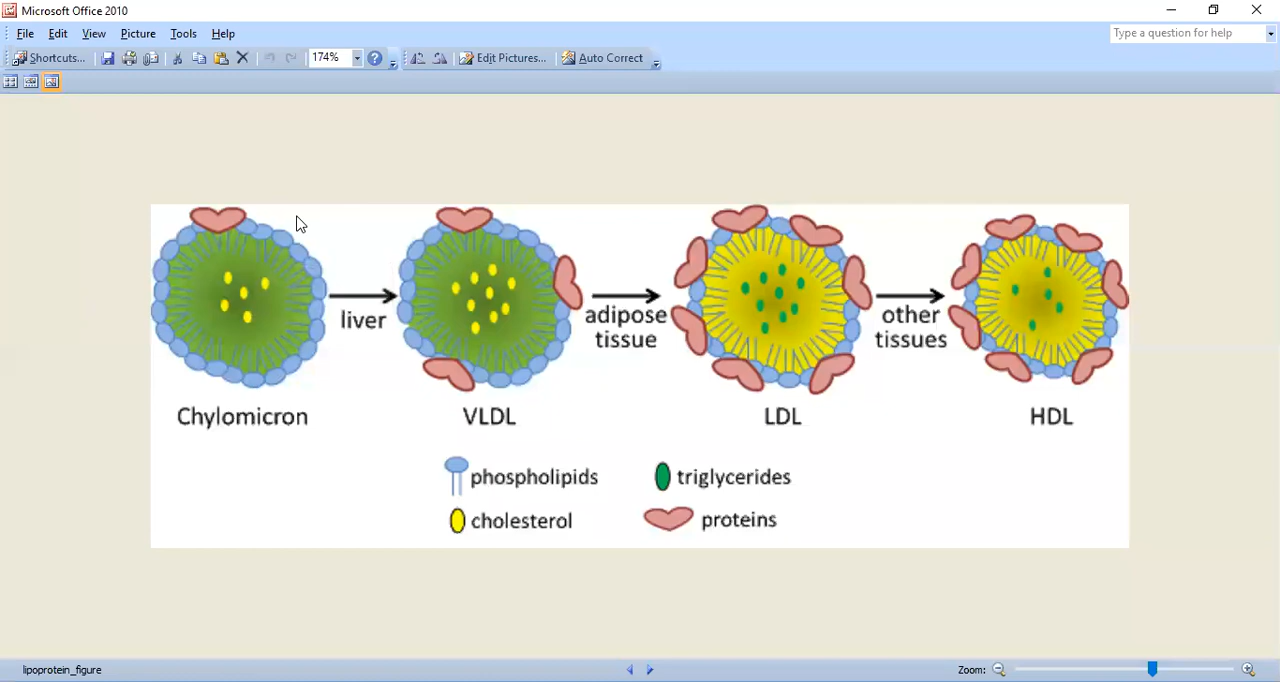 Microsoft Office 2010
File Edit View Picture Tools Help
Type a question for help
Shortcuts... 174% Edit Pictures... Auto Correct
liver
adipose
tissue
other
tissues
Chylomicron VLDL LDL HDL
phospholipids triglycerides
cholesterol proteins
lipoprotein_figure Zoom: